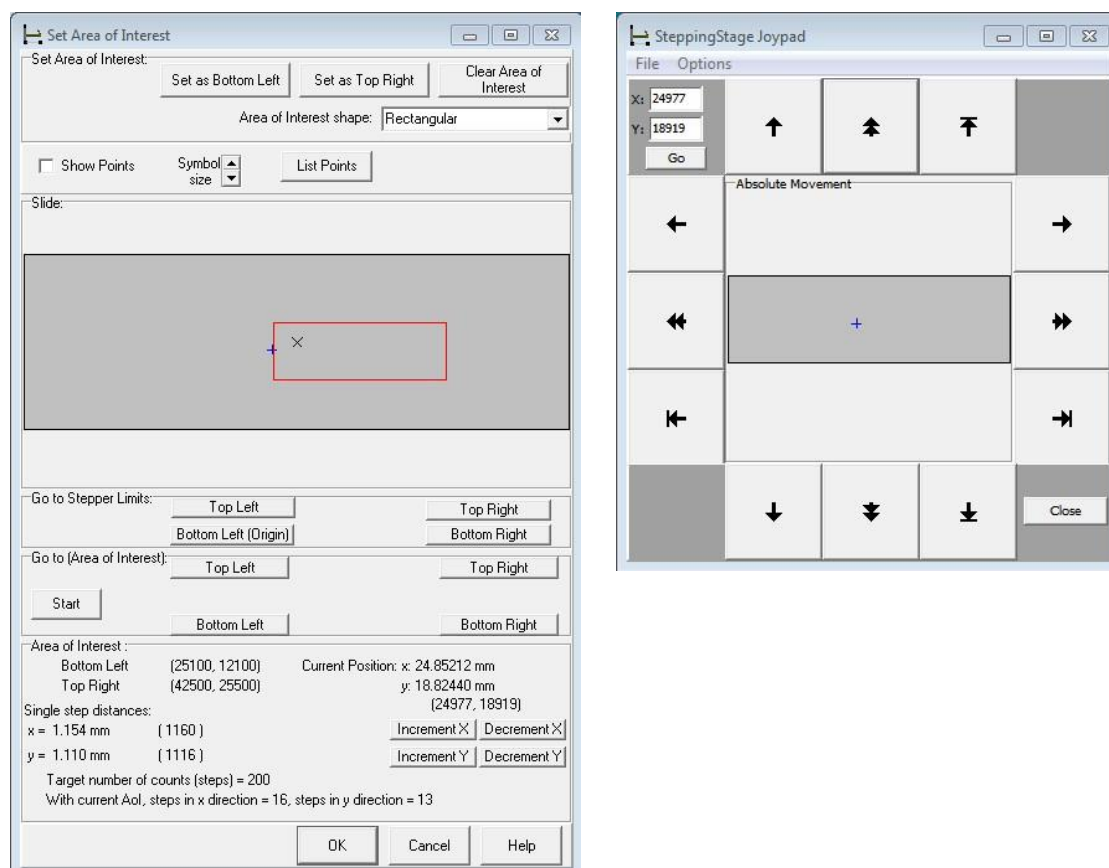 Set Area of Interest
Set Area of Interest:
Set as Bottom Left
Set as Top Right
Clear Area of
Interest
Area of Interest shape: Rectangular
Show Points
Symbol
size
List Points
Slide:
Go to Stepper Limits:
Top Left
Top Right
Bottom Left (Origin)
Bottom Right
Go to (Area of Interest):
Top Left
Top Right
Start
Bottom Left
Bottom Right
Area of Interest :
Bottom Left (25100, 12100) Current Position: x: 24.85212 mm
Top Right (42500, 25500) y: 18.82440 mm
(24977, 18919)
Single step distances:
x = 1.154 mm ( 1160 )
Increment X
Decrement X
y = 1.110 mm ( 1116 )
Increment Y
Decrement Y
Target number of counts (steps) = 200
With current AoI, steps in x direction = 16, steps in y direction = 13
OK
Cancel
Help
SteppingStage Joypad
File Options
X: 24977
Y: 18919
Go
Absolute Movement
Close